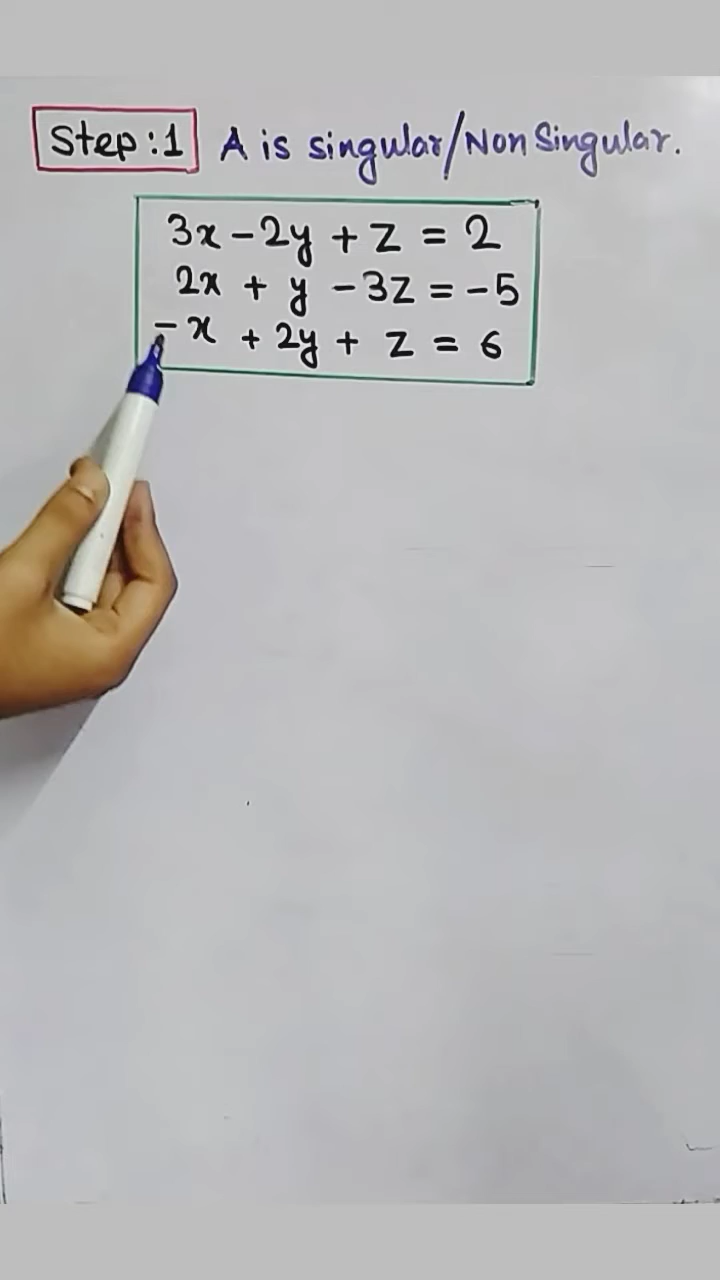 Step:1 A is singular/Non Singular.
3x - 2y + z = 2
2x + y - 3z = -5
-x + 2y + z = 6